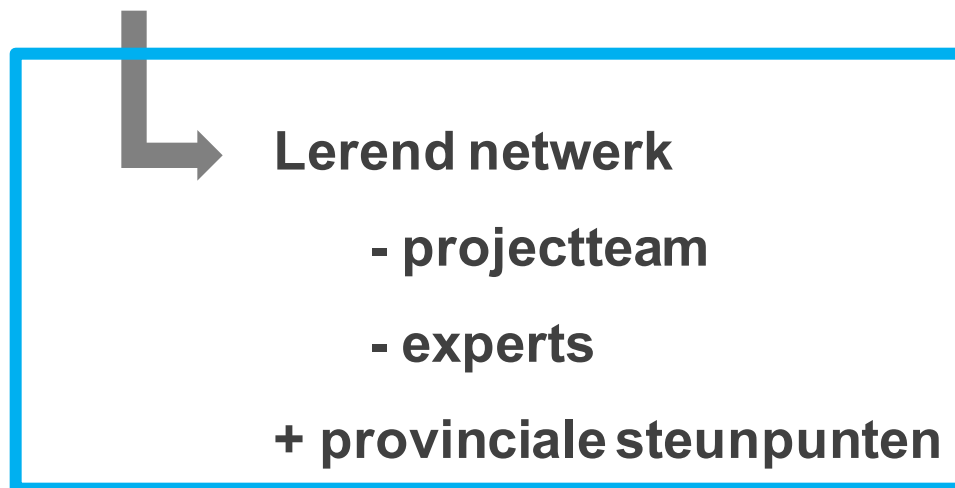 Lerend netwerk
- projectteam
- experts
+ provinciale steunpunten